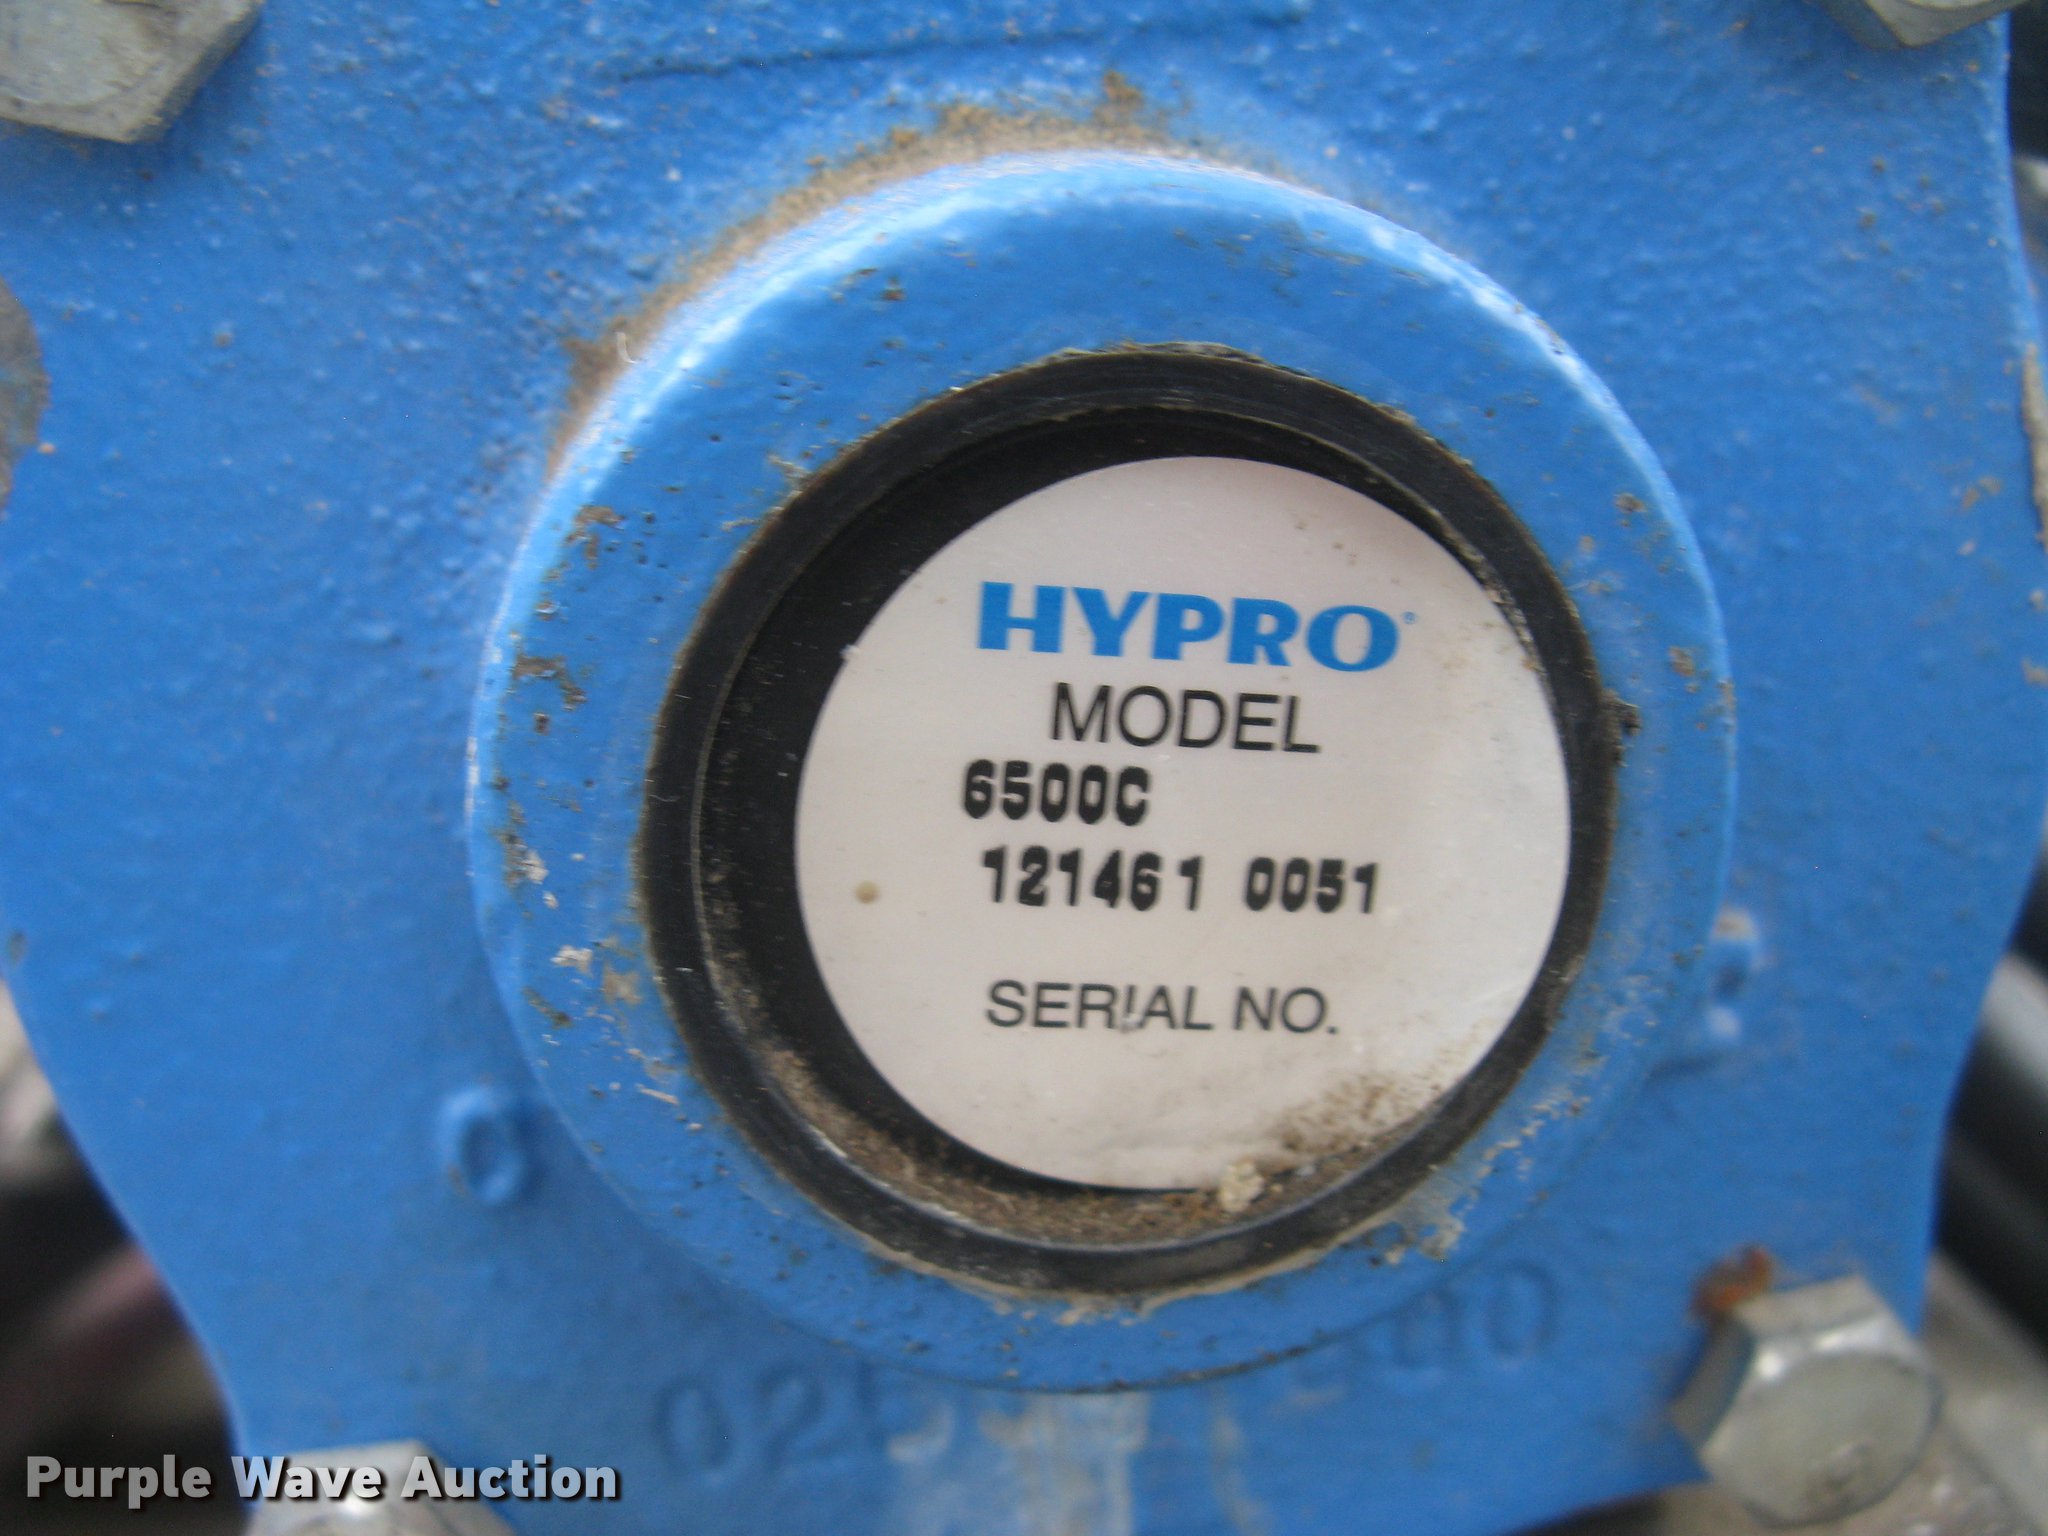 HYPRO®
MODEL
6500C
121461 0051
SERIAL NO.
Purple Wave Auction